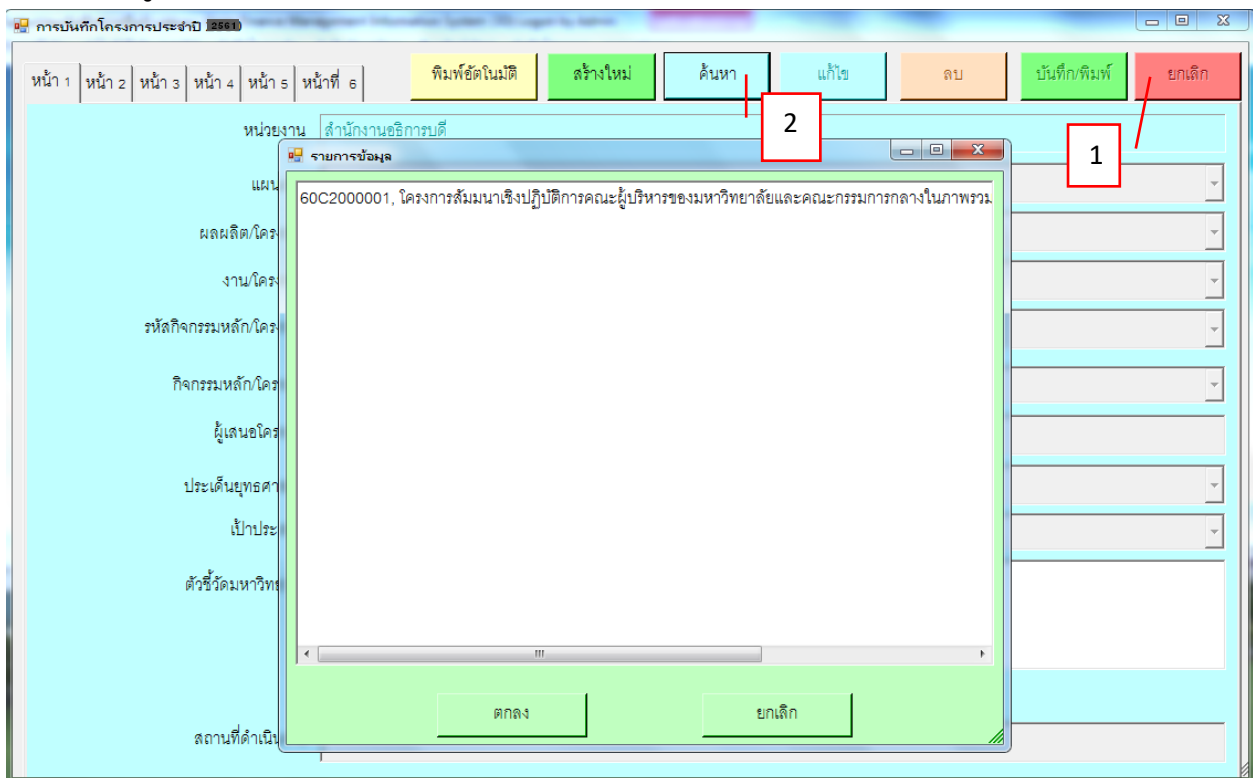 การบันทึกโครงการประจำปี 2561
หน้า 1 หน้า 2 หน้า 3 หน้า 4 หน้า 5 หน้าที่ 6
พิมพ์อัตโนมัติ สร้างใหม่ ค้นหา แก้ไข ลบ บันทึก/พิมพ์ ยกเลิก
2
1
หน่วยงาน สำนักงานอธิการบดี
รายการข้อมูล
แผน
60C2000001, โครงการสัมมนาเชิงปฏิบัติการคณะผู้บริหารของมหาวิทยาลัยและคณะกรรมการกลางในภาพรวม
ผลผลิต/โคร
งาน/โคร
รหัสกิจกรรมหลัก/โคร
กิจกรรมหลัก/โคร
ผู้เสนอโคร
ประเด็นยุทธศา
เป้าประ
ตัวชี้วัดมหาวิทย
ตกลง ยกเลิก
สถานที่ดำเนิน